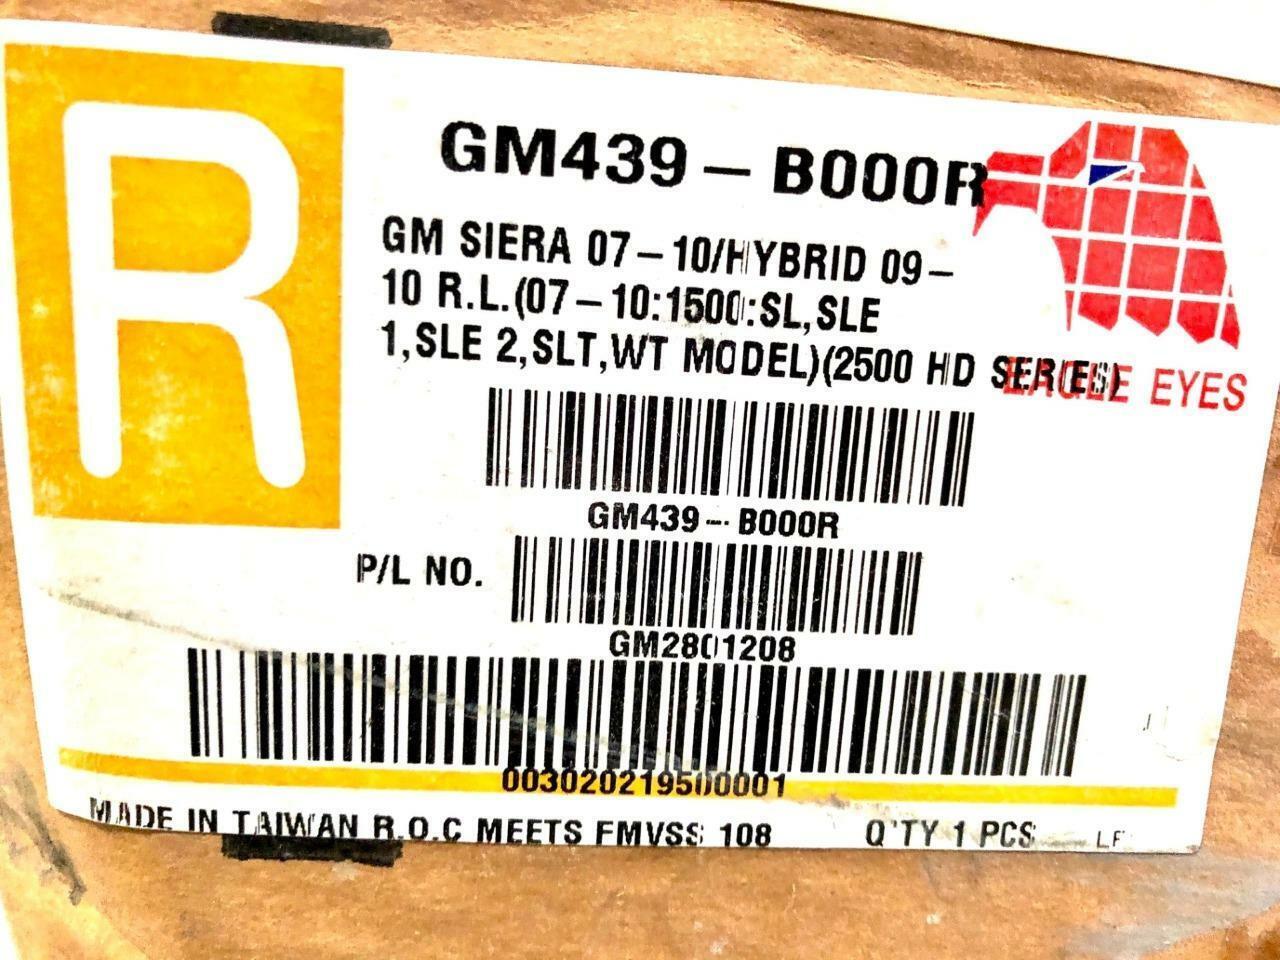 R
GM439-B000R
GM SIERA 07-10/HYBRID 09-
10 R.L.(07-10:1500:SL,SLE
1,SLE 2,SLT,WT MODEL)(2500 HD SERIES)
EAGLE EYES
GM439-B000R
P/L NO.
GM2801208
003020219500001
MADE IN TAIWAN R.O.C MEETS FMVSS 108 Q'TY 1 PCS